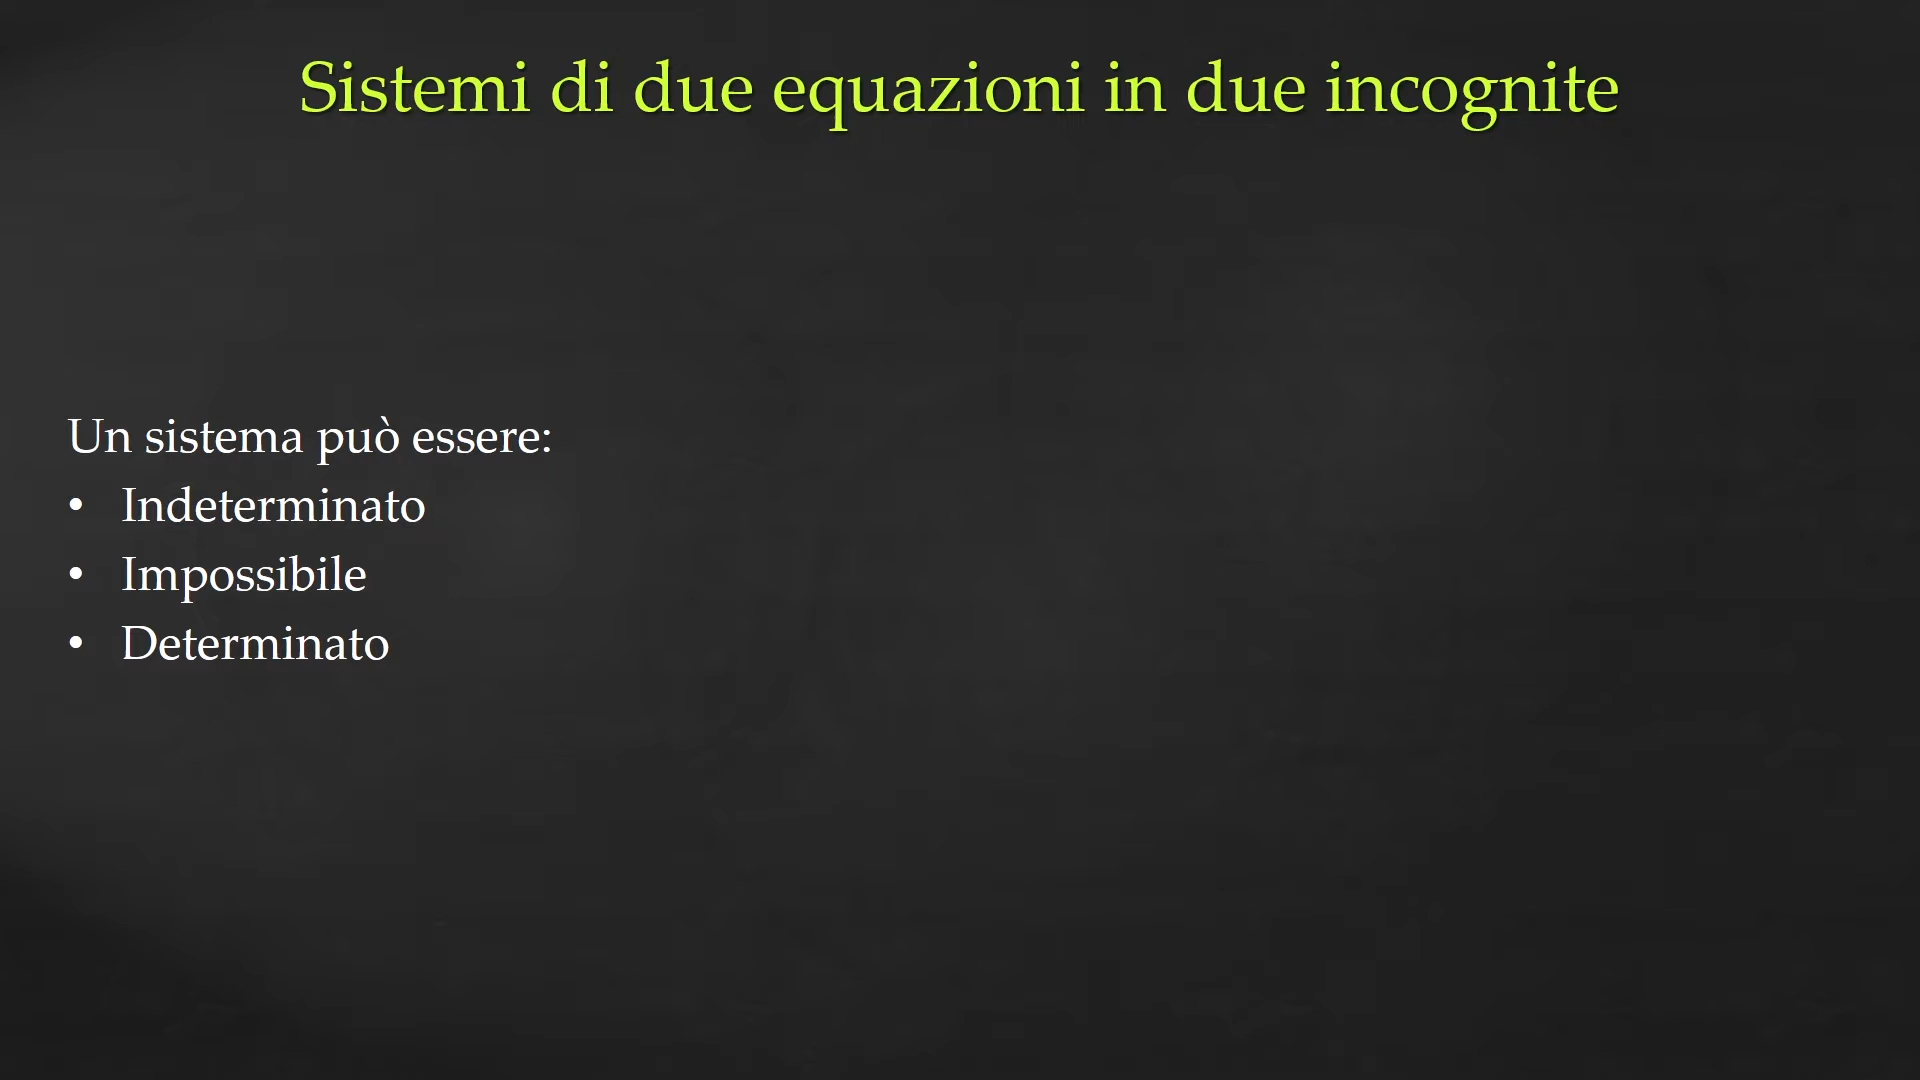 Sistemi di due equazioni in due incognite
Un sistema può essere:
• Indeterminato
• Impossibile
• Determinato